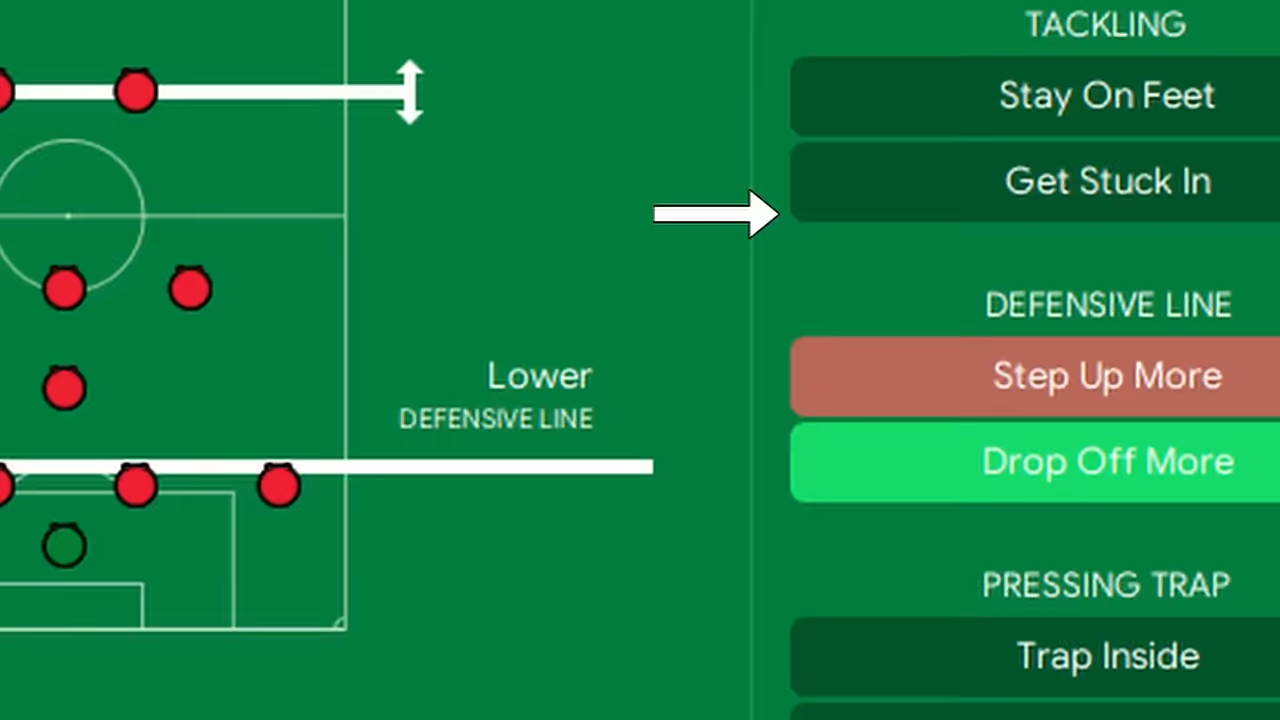 TACKLING
Stay On Feet
Get Stuck In
DEFENSIVE LINE
Step Up More
Lower
DEFENSIVE LINE
Drop Off More
PRESSING TRAP
Trap Inside